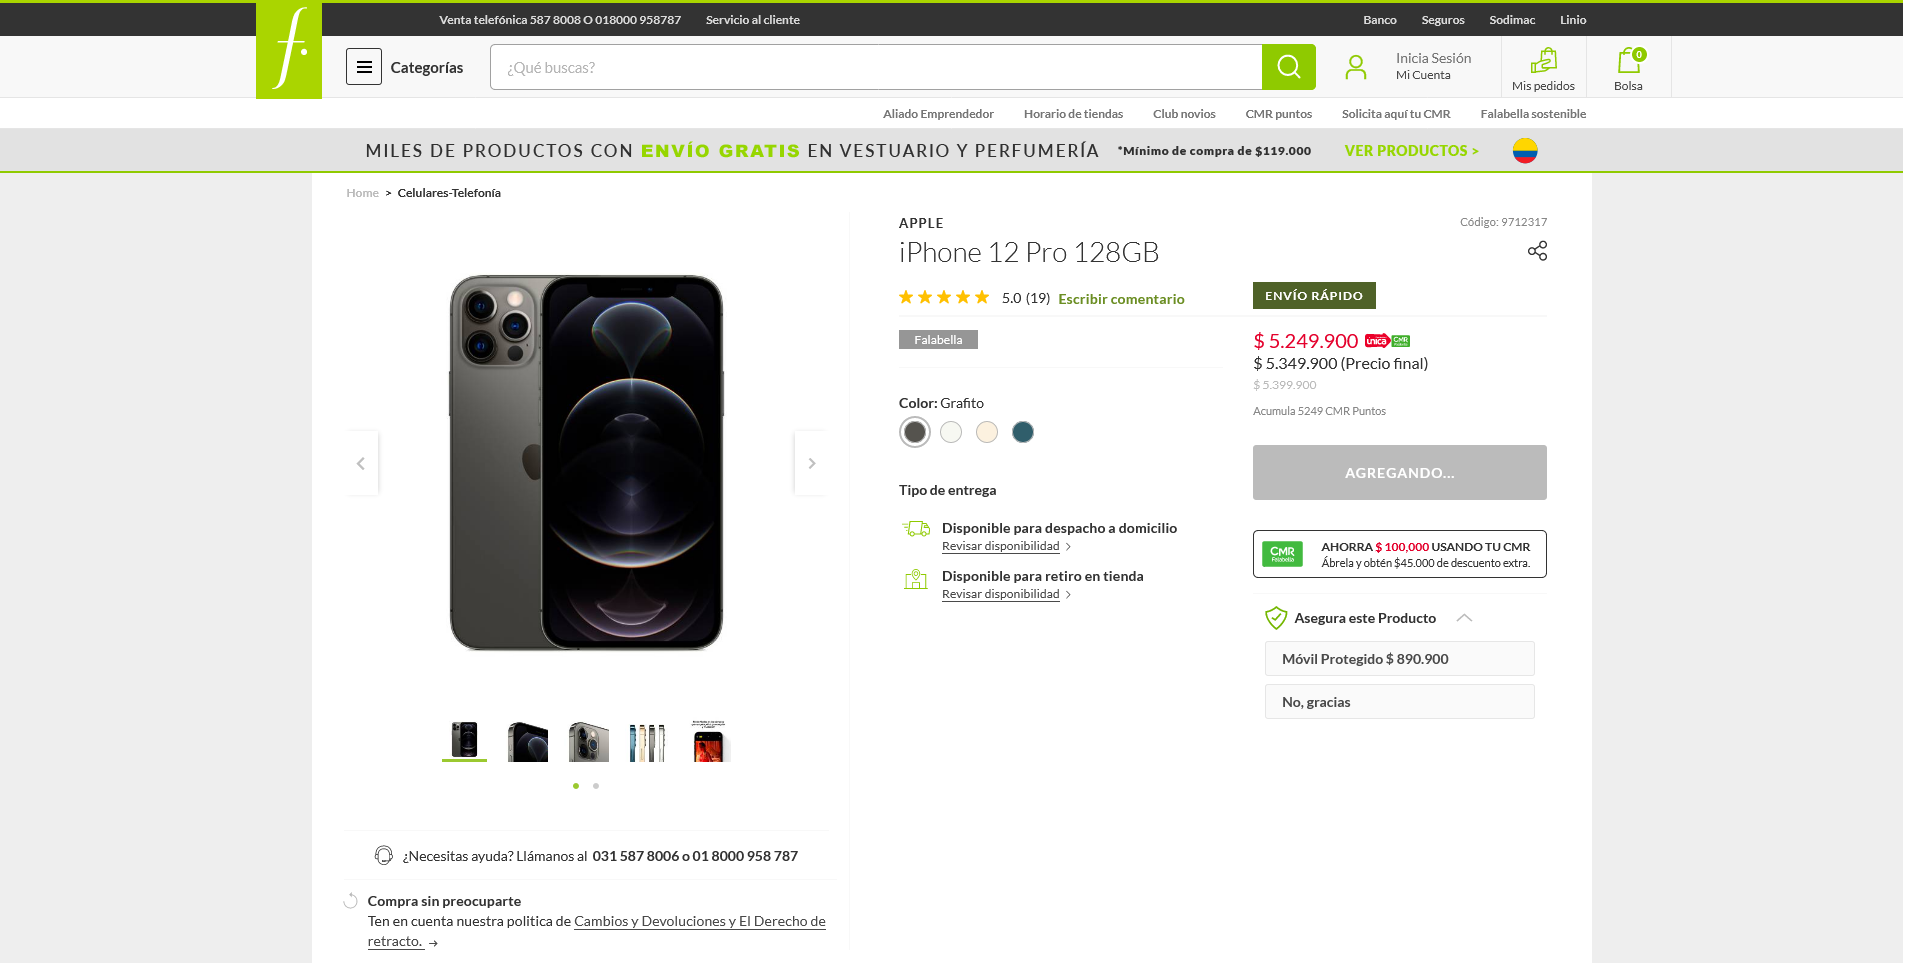 Venta telefónica 587 8008 O 018000 958787
Servicio al cliente
Banco
Seguros
Sodimac
Linio
f.
Categorías
¿Qué buscas?
Inicia Sesión
Mi Cuenta
Mis pedidos
0
Bolsa
Aliado Emprendedor
Horario de tiendas
Club novios
CMR puntos
Solicita aquí tu CMR
Falabella sostenible
MILES DE PRODUCTOS CON ENVÍO GRATIS EN VESTUARIO Y PERFUMERÍA *Mínimo de compra de $119.000 VER PRODUCTOS >
Home > Celulares-Telefonía
APPLE
Código: 9712317
iPhone 12 Pro 128GB
5.0 (19) Escribir comentario
ENVÍO RÁPIDO
Falabella
$ 5.249.900 unica CMR
$ 5.349.900 (Precio final)
$ 5.399.900
Acumula 5249 CMR Puntos
Color: Grafito
AGREGANDO...
Tipo de entrega
Disponible para despacho a domicilio
Revisar disponibilidad >
Disponible para retiro en tienda
Revisar disponibilidad >
CMR
Falabella
AHORRA $ 100,000 USANDO TU CMR
Ábrela y obtén $45.000 de descuento extra.
Asegura este Producto
Móvil Protegido $ 890.900
No, gracias
¿Necesitas ayuda? Llámanos al 031 587 8006 o 01 8000 958 787
Compra sin preocuparte
Ten en cuenta nuestra politica de Cambios y Devoluciones y El Derecho de
retracto. →